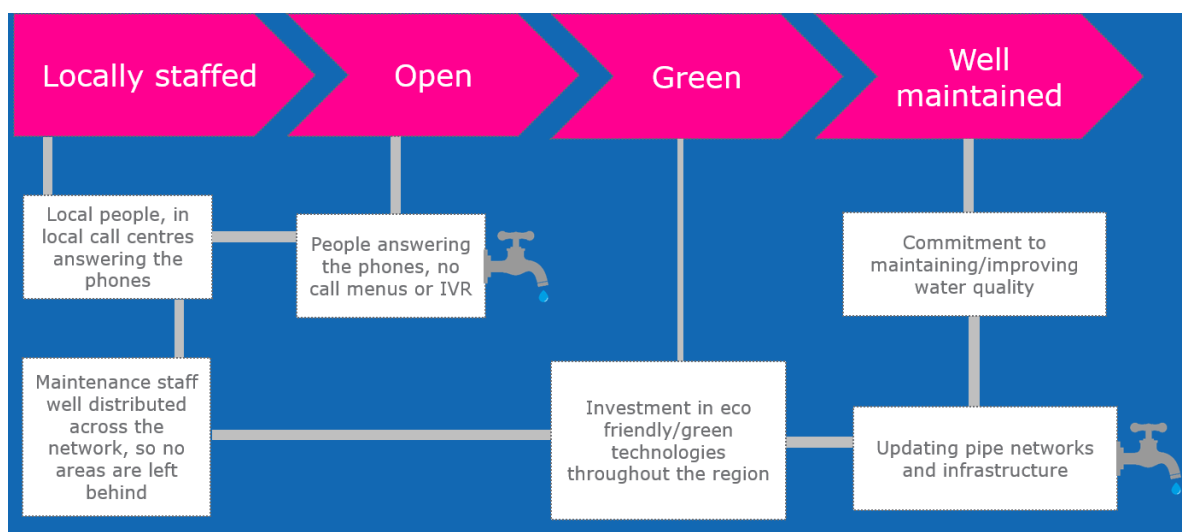 Locally staffed
Open
Green
Well
maintained
Local people, in
local call centres
answering the
phones
People answering
the phones, no
call menus or IVR
Commitment to
maintaining/improving
water quality
Maintenance staff
well distributed
across the
network, so no
areas are left
behind
Investment in eco
friendly/green
technologies
throughout the region
Updating pipe networks
and infrastructure